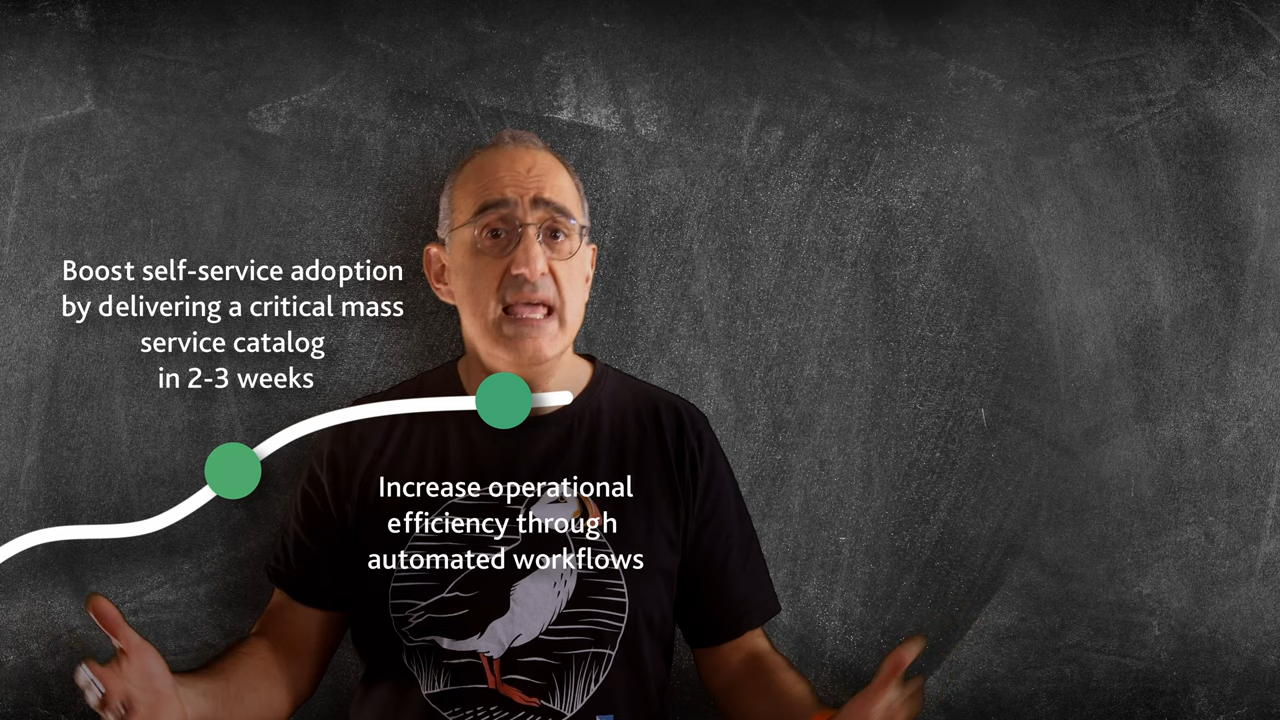 Boost self-service adoption
by delivering a critical mass
service catalog
in 2-3 weeks
Increase operational
efficiency through
automated workflows